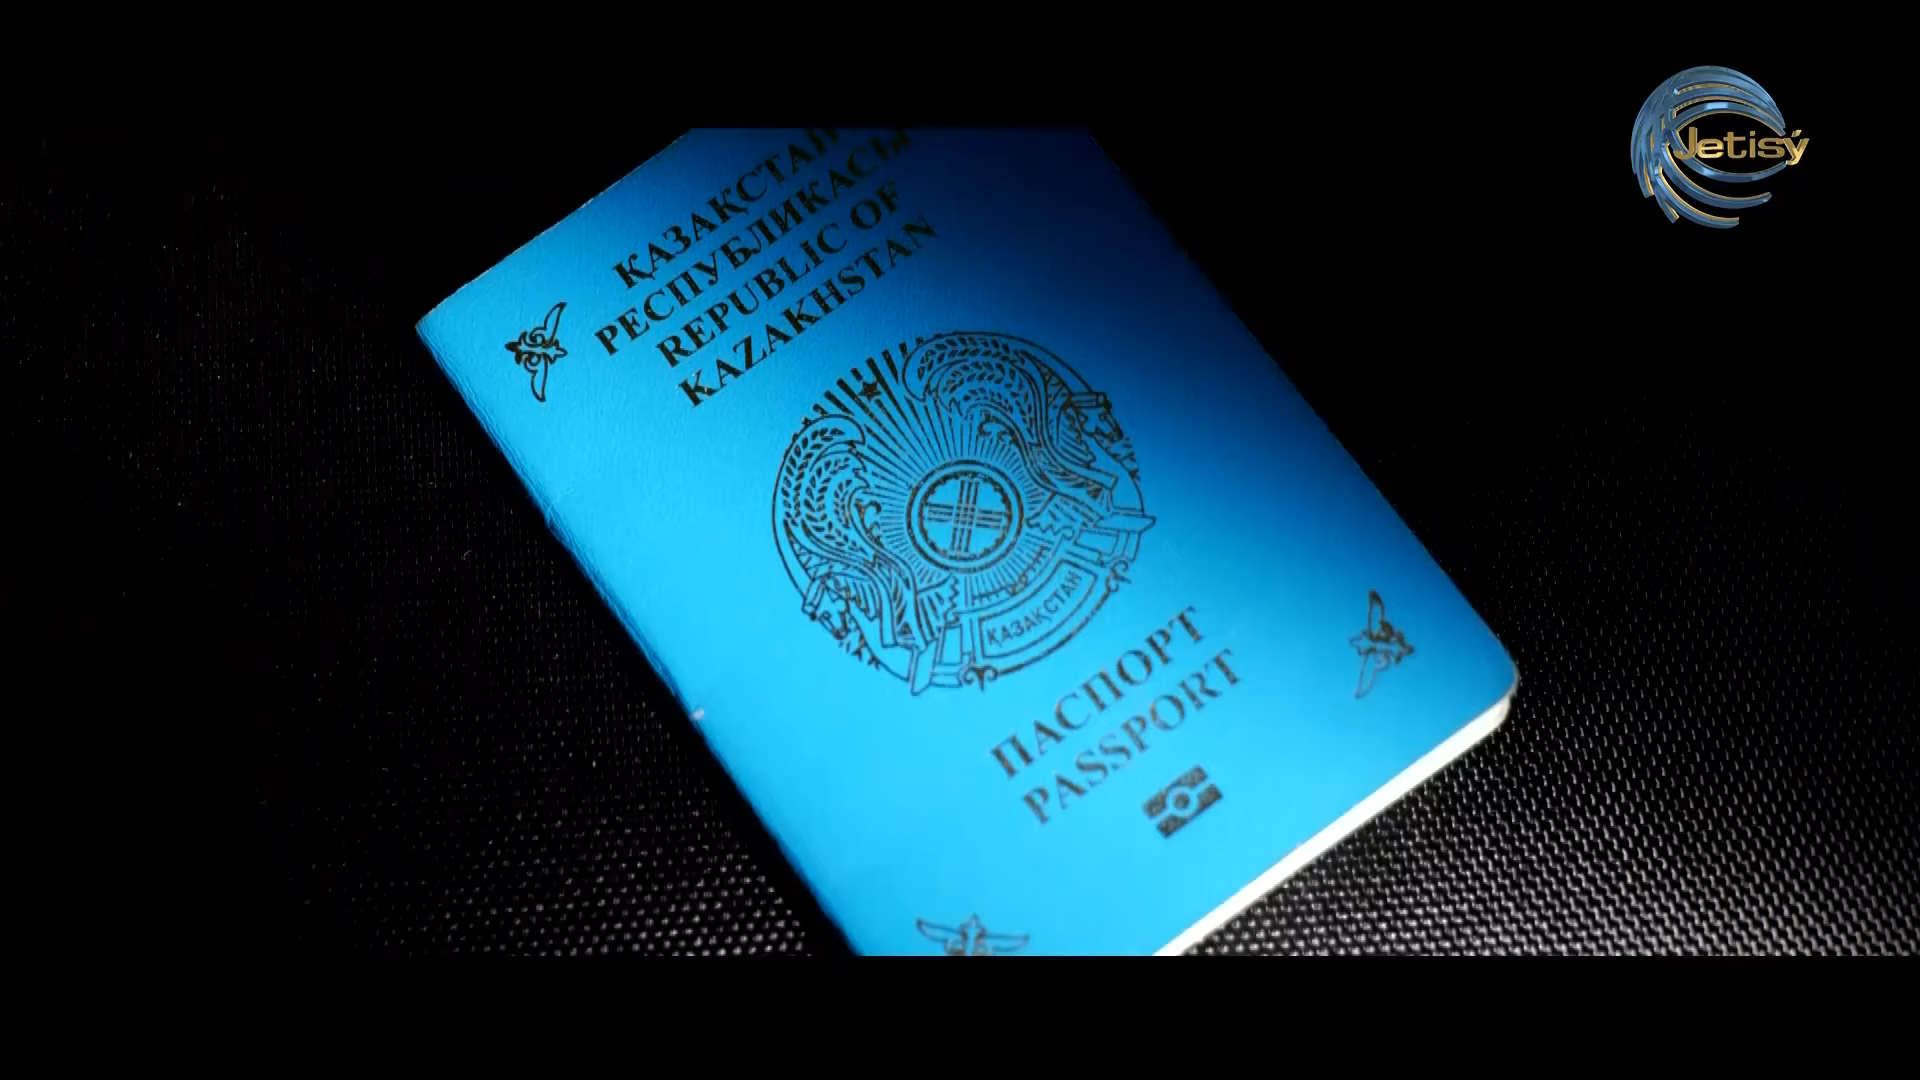 ҚАЗАҚСТАН
РЕСПУБЛИКАСЫ
REPUBLIC OF
KAZAKHSTAN
ҚАЗАҚСТАН
ПАСПОРТ
PASSPORT
Jetisý